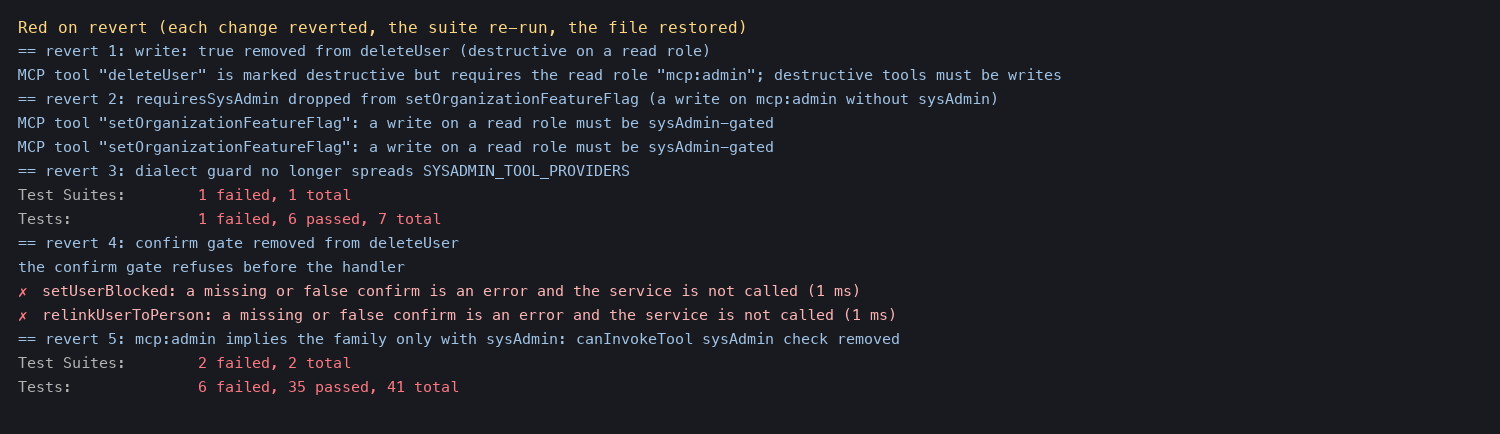 Red on revert (each change reverted, the suite re-run, the file restored)
== revert 1: write: true removed from deleteUser (destructive on a read role)
MCP tool "deleteUser" is marked destructive but requires the read role "mcp:admin"; destructive tools must be writes
== revert 2: requiresSysAdmin dropped from setOrganizationFeatureFlag (a write on mcp:admin without sysAdmin)
MCP tool "setOrganizationFeatureFlag": a write on a read role must be sysAdmin-gated
MCP tool "setOrganizationFeatureFlag": a write on a read role must be sysAdmin-gated
== revert 3: dialect guard no longer spreads SYSADMIN_TOOL_PROVIDERS
Test Suites: 1 failed, 1 total
Tests: 1 failed, 6 passed, 7 total
== revert 4: confirm gate removed from deleteUser
the confirm gate refuses before the handler
✗ setUserBlocked: a missing or false confirm is an error and the service is not called (1 ms)
✗ relinkUserToPerson: a missing or false confirm is an error and the service is not called (1 ms)
== revert 5: mcp:admin implies the family only with sysAdmin: canInvokeTool sysAdmin check removed
Test Suites: 2 failed, 2 total
Tests: 6 failed, 35 passed, 41 total